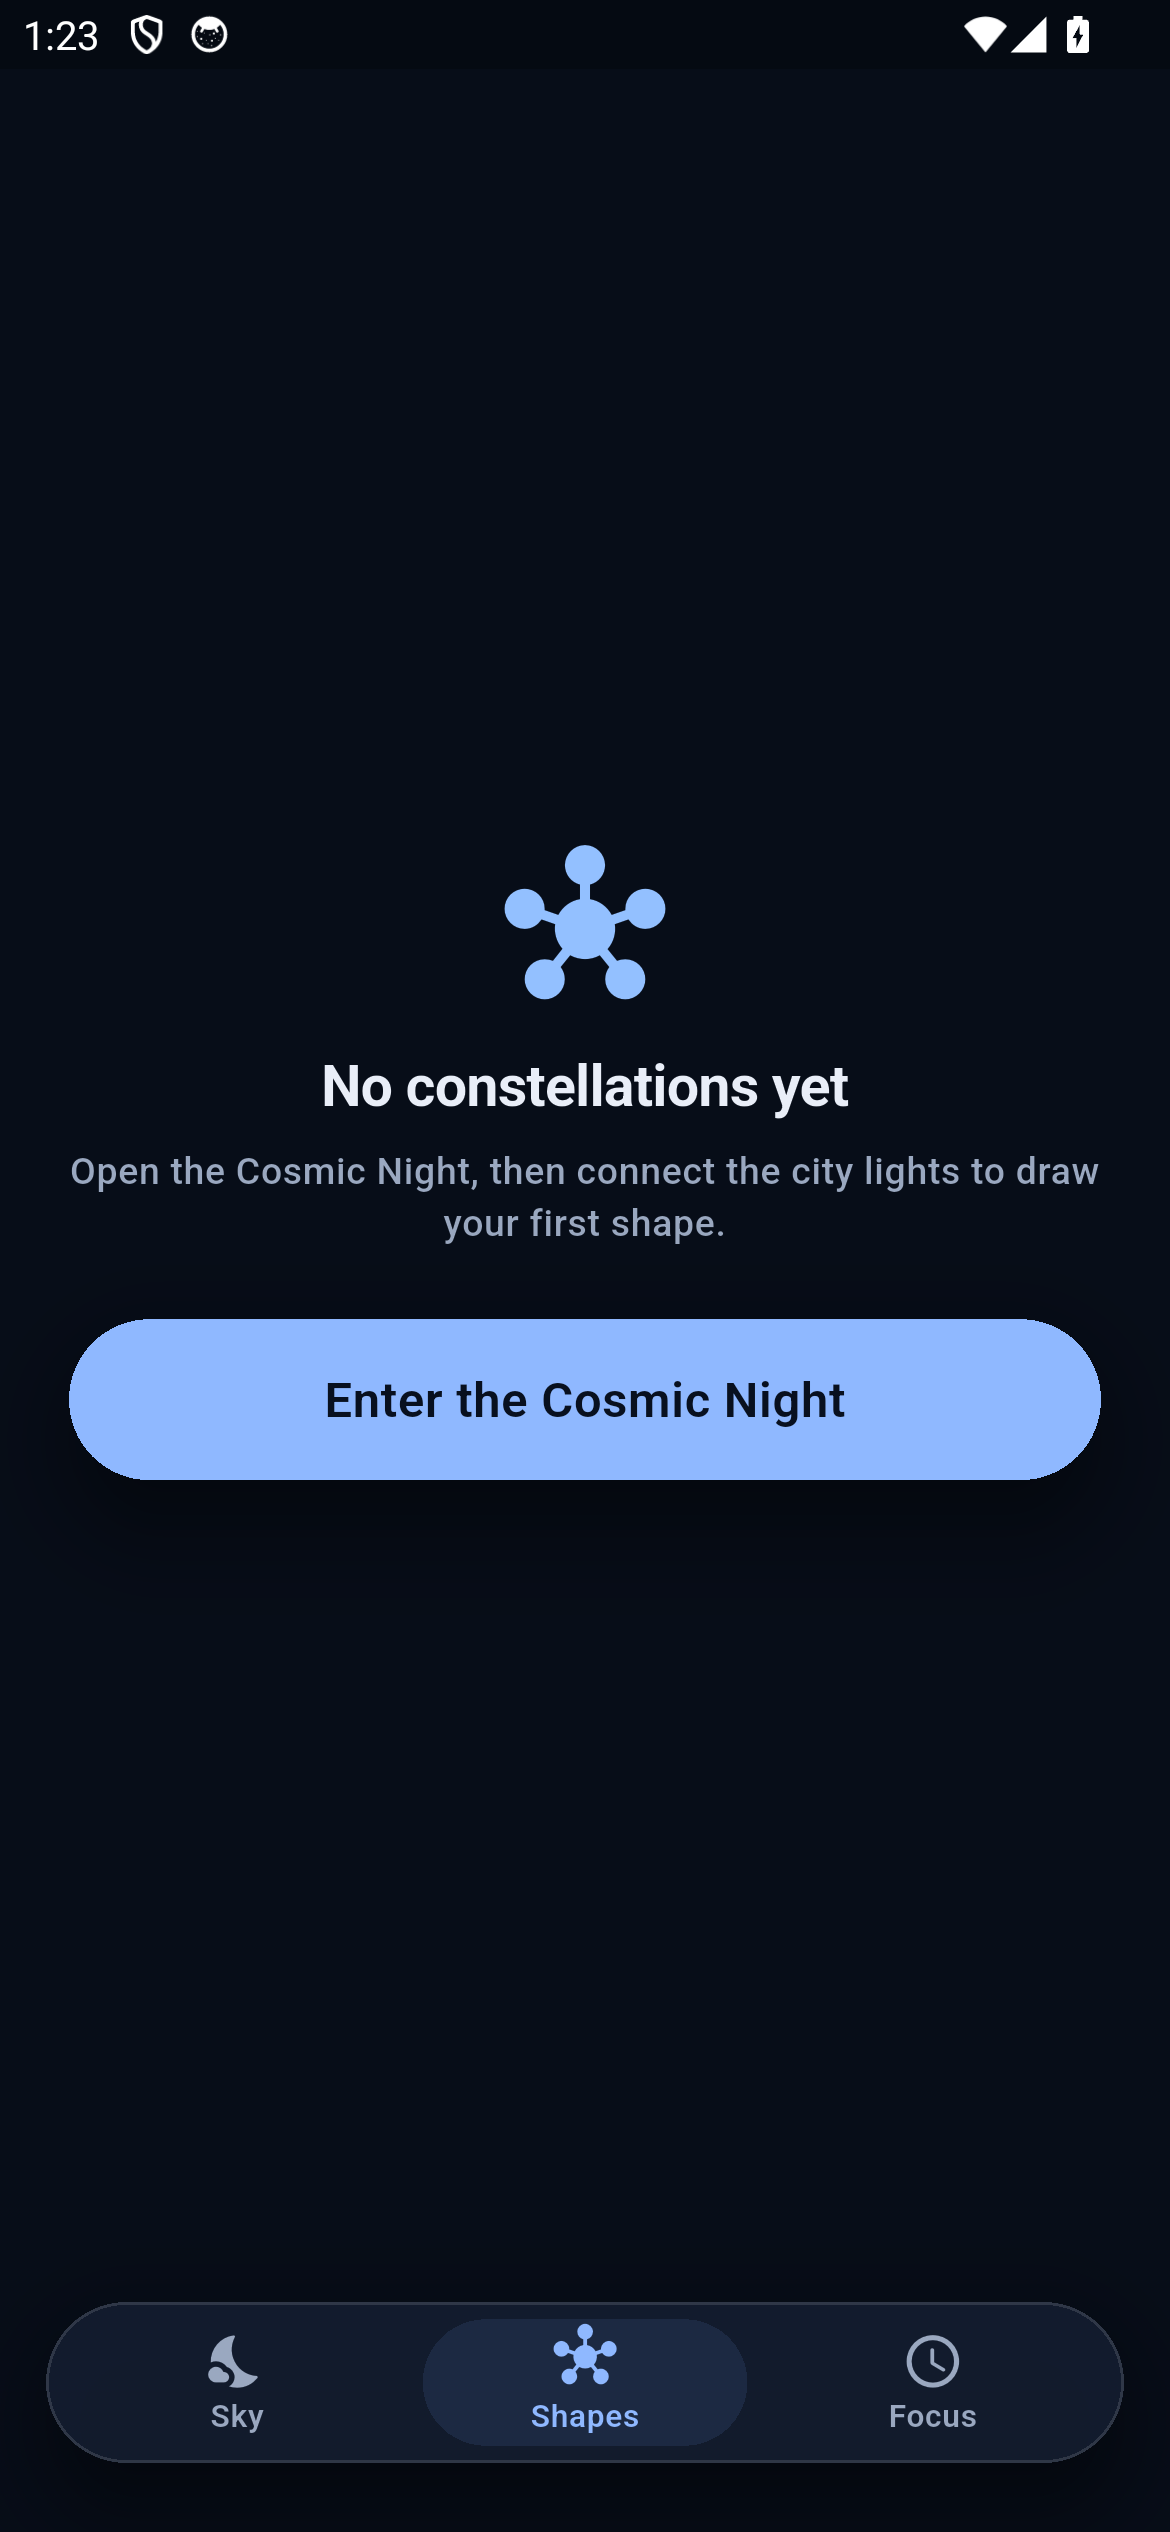 1:23
No constellations yet
Open the Cosmic Night, then connect the city lights to draw
your first shape.
Enter the Cosmic Night
Sky
Shapes
Focus